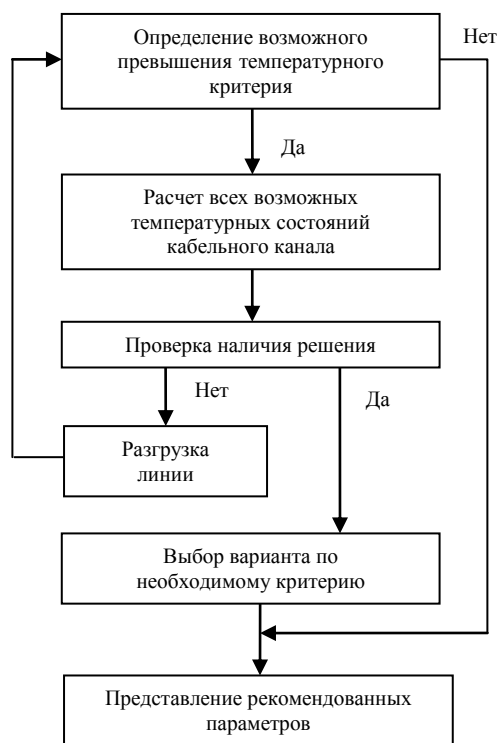 Определение возможного
превышения температурного
критерия
Нет
Да
Расчет всех возможных
температурных состояний
кабельного канала
Проверка наличия решения
Нет
Да
Разгрузка
линии
Выбор варианта по
необходимому критерию
Представление рекомендованных
параметров